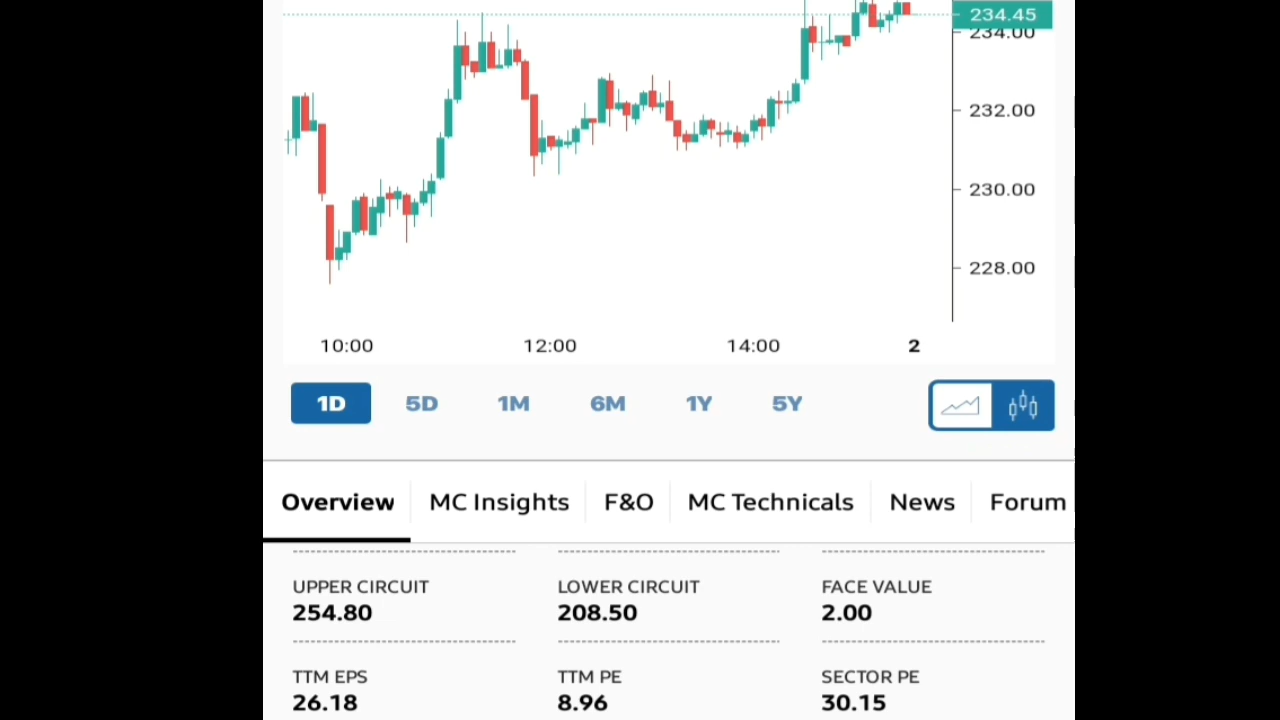 234.45
234.00
232.00
230.00
228.00
10:00 12:00 14:00 2
1D 5D 1M 6M 1Y 5Y
Overview MC Insights F&O MC Technicals News Forum
UPPER CIRCUIT LOWER CIRCUIT FACE VALUE
254.80 208.50 2.00
TTM EPS TTM PE SECTOR PE
26.18 8.96 30.15